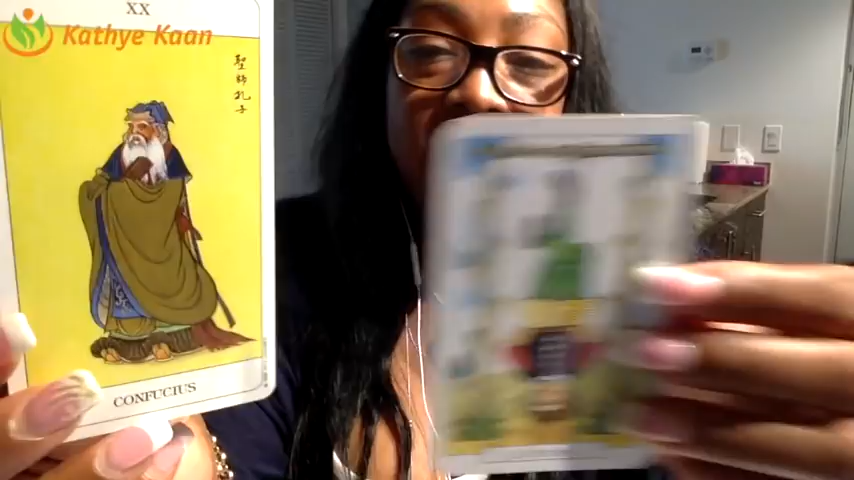 XX
Kathye Kaan
聖
師
孔
子
CONFUCIUS